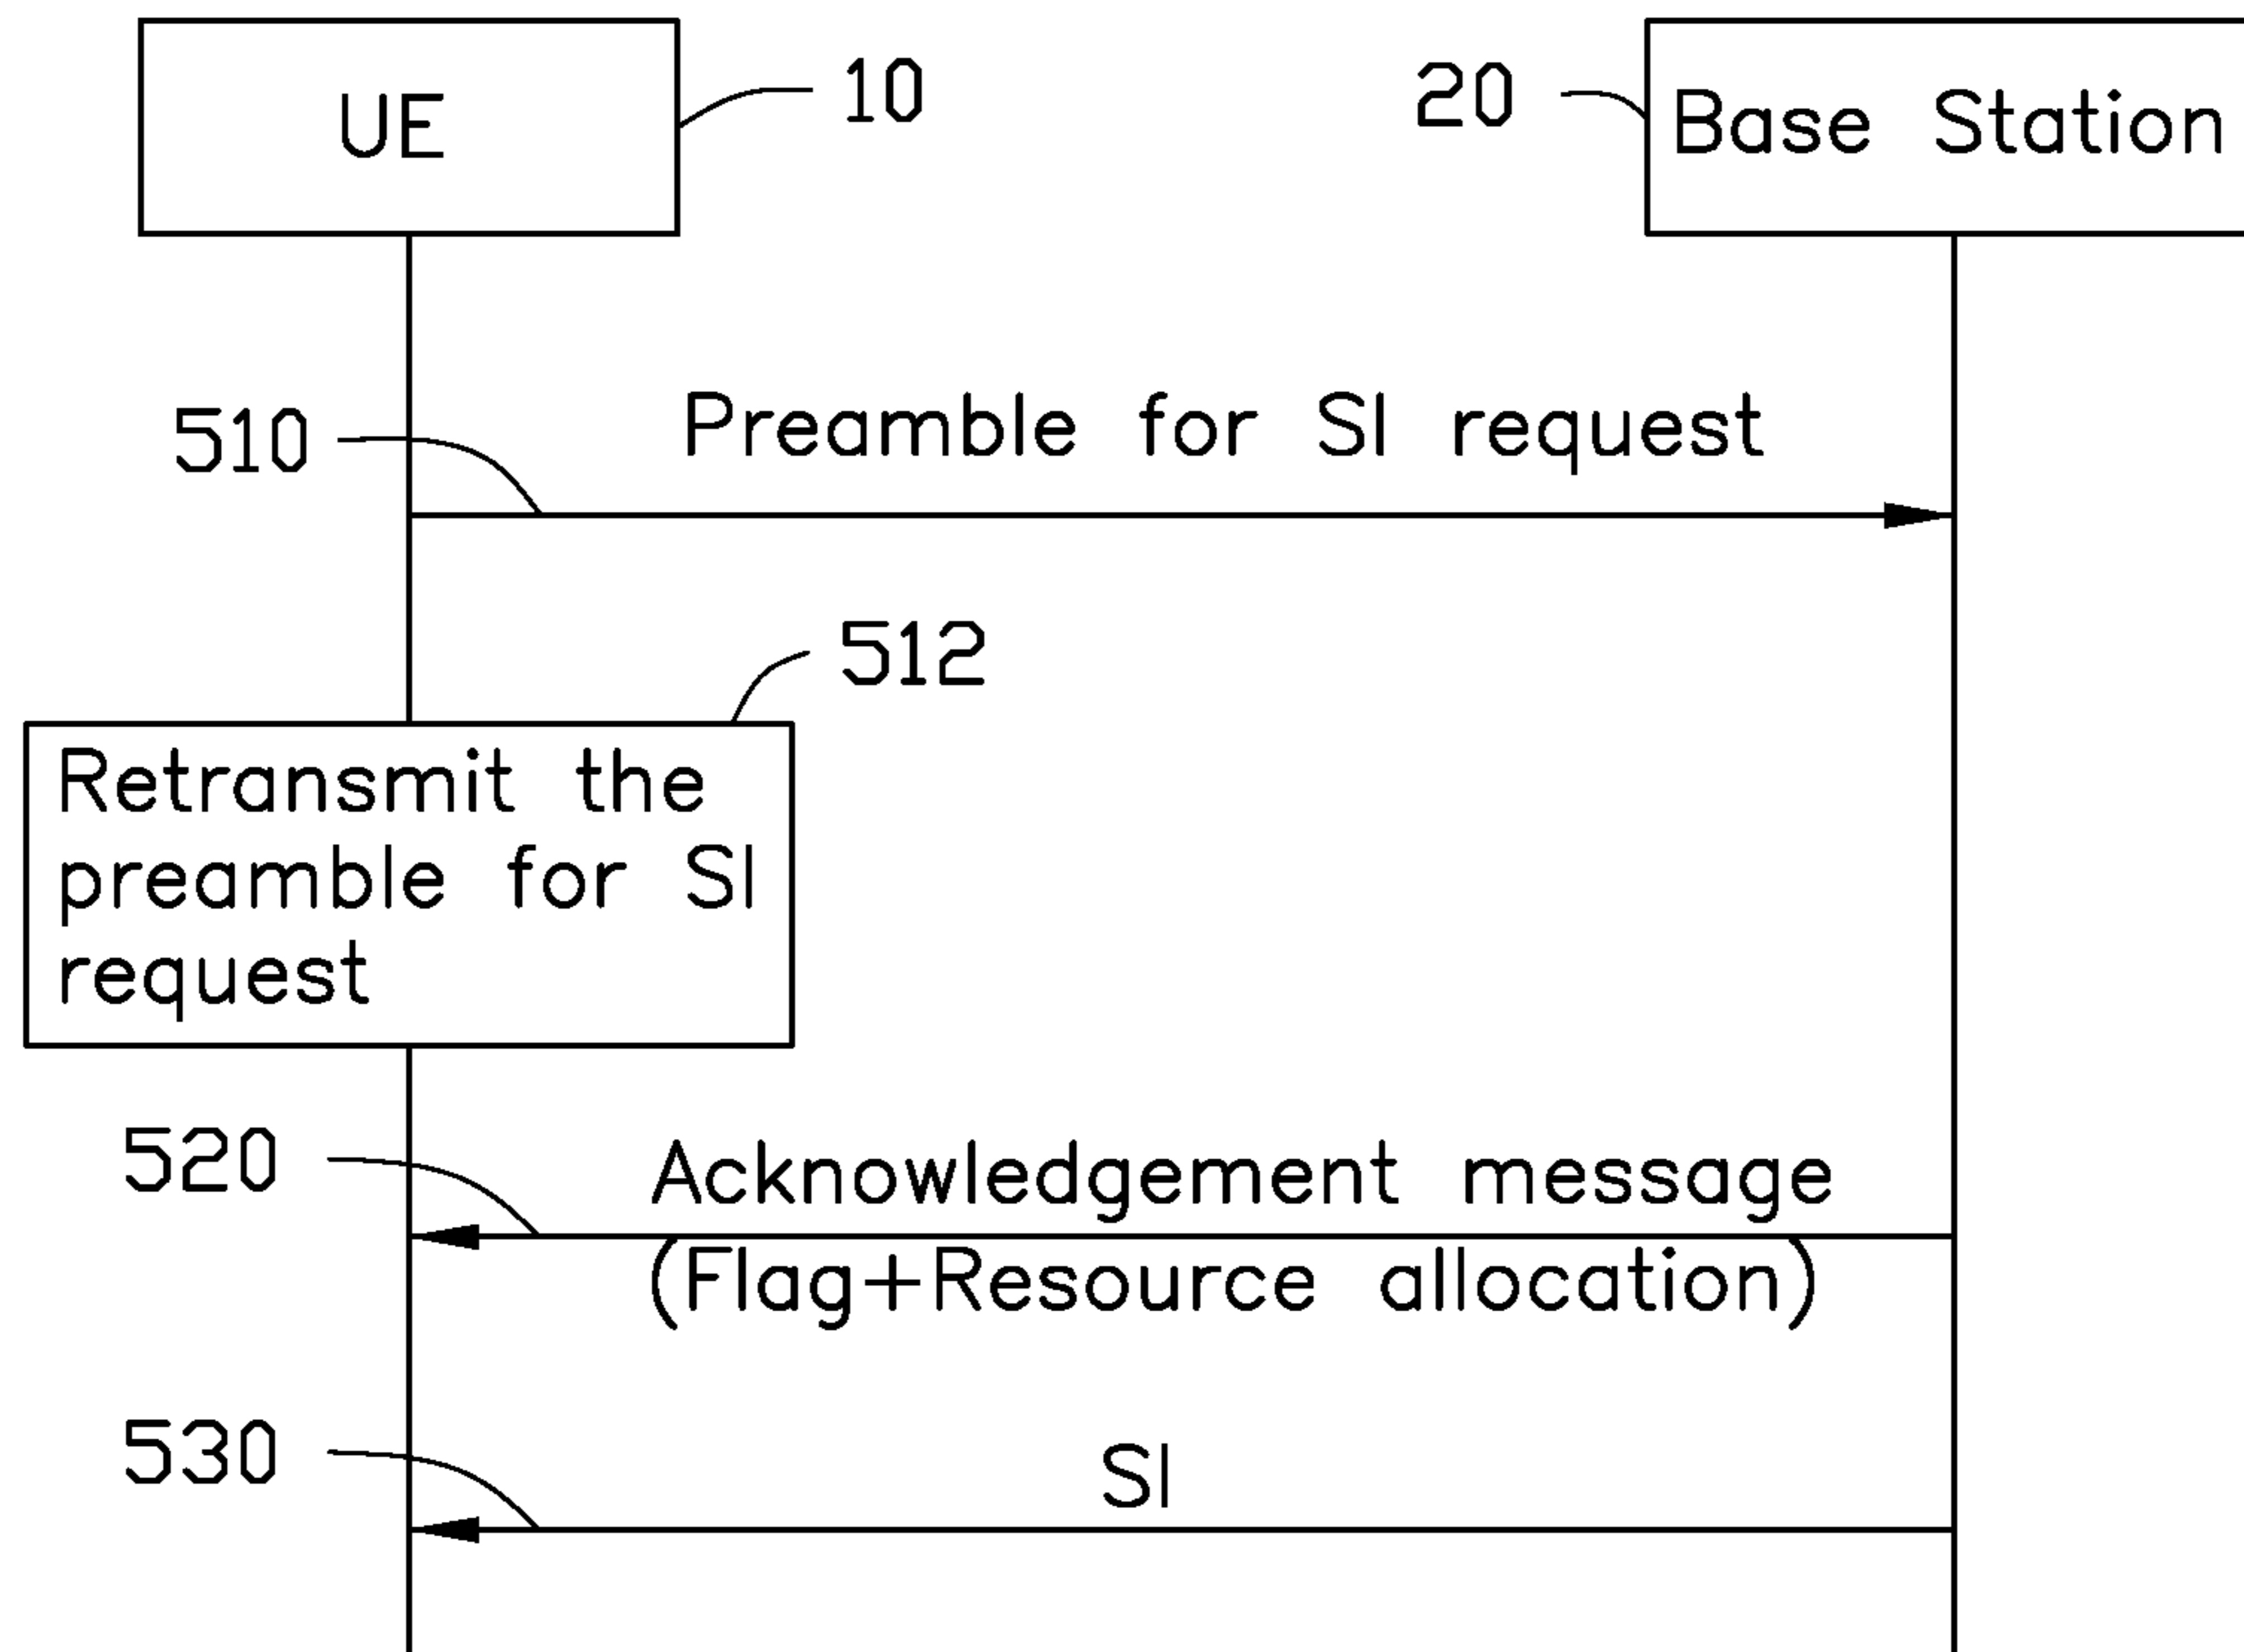 UE
10
20
Base Station
510
Preamble for SI request
512
Retransmit the
preamble for SI
request
520
Acknowledgement message
(Flag+Resource allocation)
530
SI